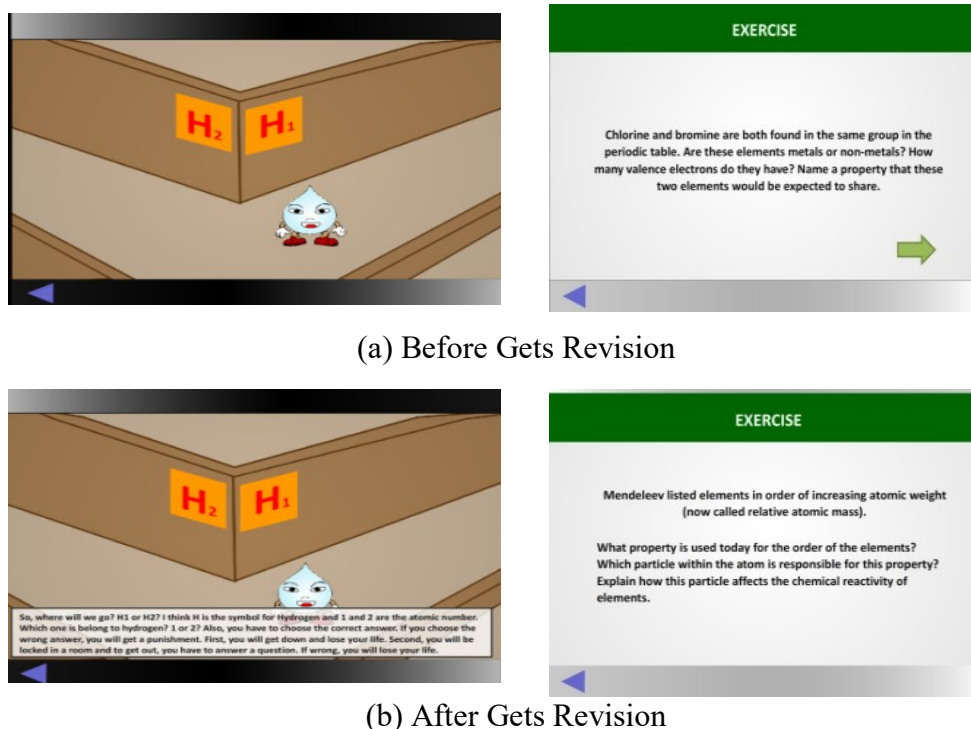 H2
H1
EXERCISE
Chlorine and bromine are both found in the same group in the
periodic table. Are these elements metals or non-metals? How
many valence electrons do they have? Name a property that these
two elements would be expected to share.
(a) Before Gets Revision
H2
H1
So, where will we go? H1 or H2? I think H is the symbol for Hydrogen and 1 and 2 are the atomic number.
Which one is belong to hydrogen? 1 or 2? Also, you have to choose the correct answer. If you choose the
wrong answer, you will get a punishment. First, you will get down and lose your life. Second, you will be
locked in a room and to get out, you have to answer a question. If wrong, you will lose your life.
EXERCISE
Mendeleev listed elements in order of increasing atomic weight
(now called relative atomic mass).
What property is used today for the order of the elements?
Which particle within the atom is responsible for this property?
Explain how this particle affects the chemical reactivity of
elements.
(b) After Gets Revision